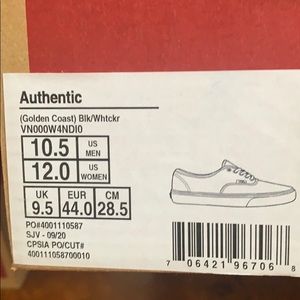 Authentic
(Golden Coast) Blk/Whtckr
VN000W4NDI0
10.5 US MEN
12.0 US WOMEN
UK EUR CM
9.5 44.0 28.5
PO#4001110587
SJV - 09/20
CPSIA PO/CUT#
400111058700010
7 06421 96706 8